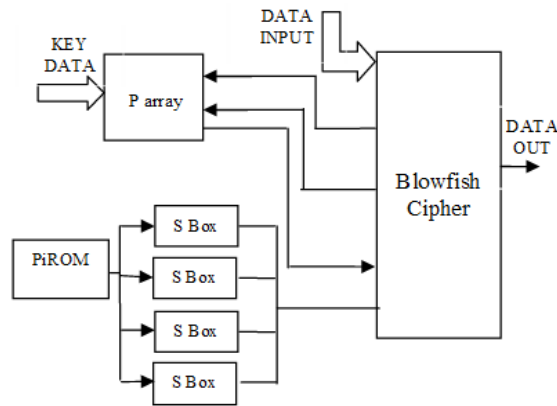 DATA
INPUT
KEY
DATA
P array
DATA
OUT
Blowfish
Cipher
PiROM
S Box
S Box
S Box
S Box